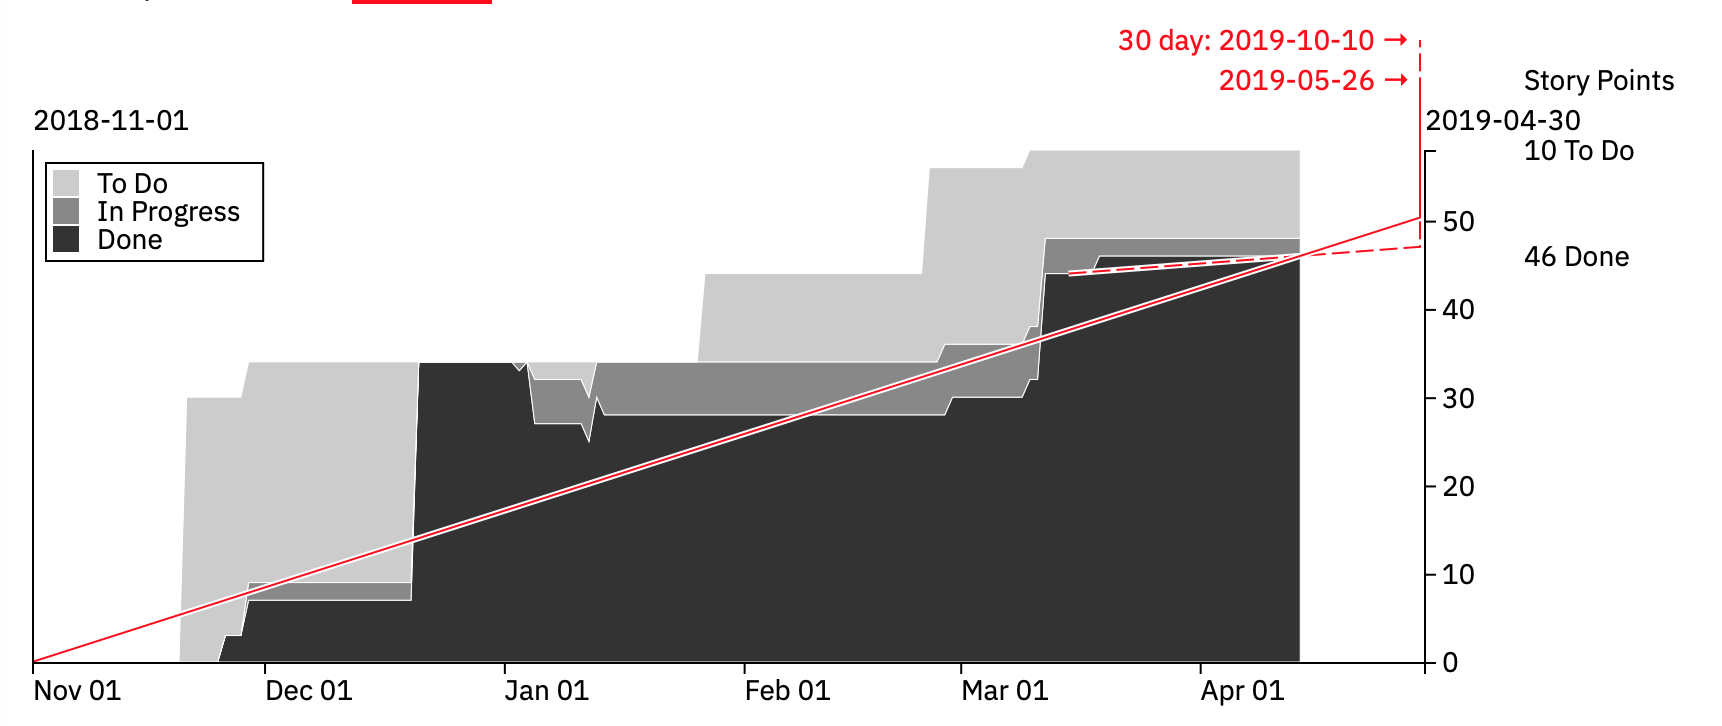 30 day: 2019-10-10 →
2019-05-26 →
Story Points
2018-11-01
2019-04-30
10 To Do
To Do
In Progress
Done
50
46 Done
40
30
20
10
0
Nov 01
Dec 01
Jan 01
Feb 01
Mar 01
Apr 01